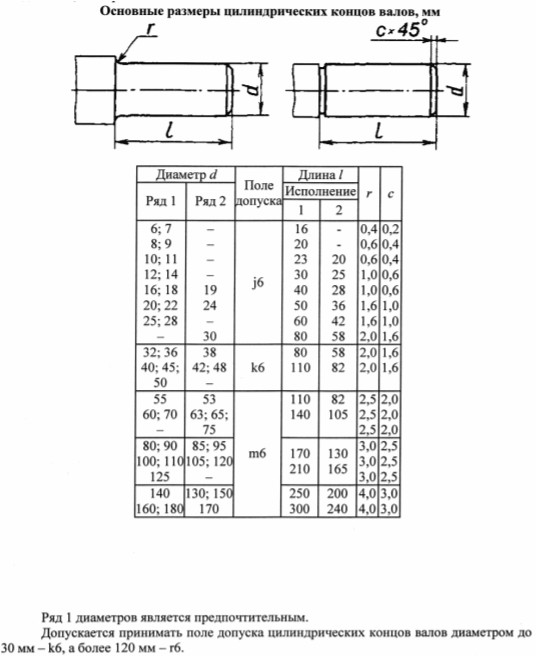 Основные размеры цилиндрических концов валов, мм
r
c×45°
d
d
l
l
Диаметр d Поле допуска Длина l r c
Ряд 1 Ряд 2 Исполнение
1 2
6; 7 – 16 - 0,4 0,2
8; 9 – 20 - 0,6 0,4
10; 11 – 23 20 0,6 0,4
12; 14 – j6 30 25 1,0 0,6
16; 18 19 40 28 1,0 0,6
20; 22 24 50 36 1,6 1,0
25; 28 – 60 42 1,6 1,0
– 30 80 58 2,0 1,6
32; 36 38 80 58 2,0 1,6
40; 45; 42; 48 k6 110 82 2,0 1,6
50 –
55 53 110 82 2,5 2,0
60; 70 63; 65; 140 105 2,5 2,0
– 75 2,5 2,0
80; 90 85; 95 m6 170 130 3,0 2,5
100; 110 105; 120 210 165 3,0 2,5
125 – 3,0 2,5
140 130; 150 250 200 4,0 3,0
160; 180 170 300 240 4,0 3,0
Ряд 1 диаметров является предпочтительным.
Допускается принимать поле допуска цилиндрических концов валов диаметром до
30 мм – k6, а более 120 мм – r6.